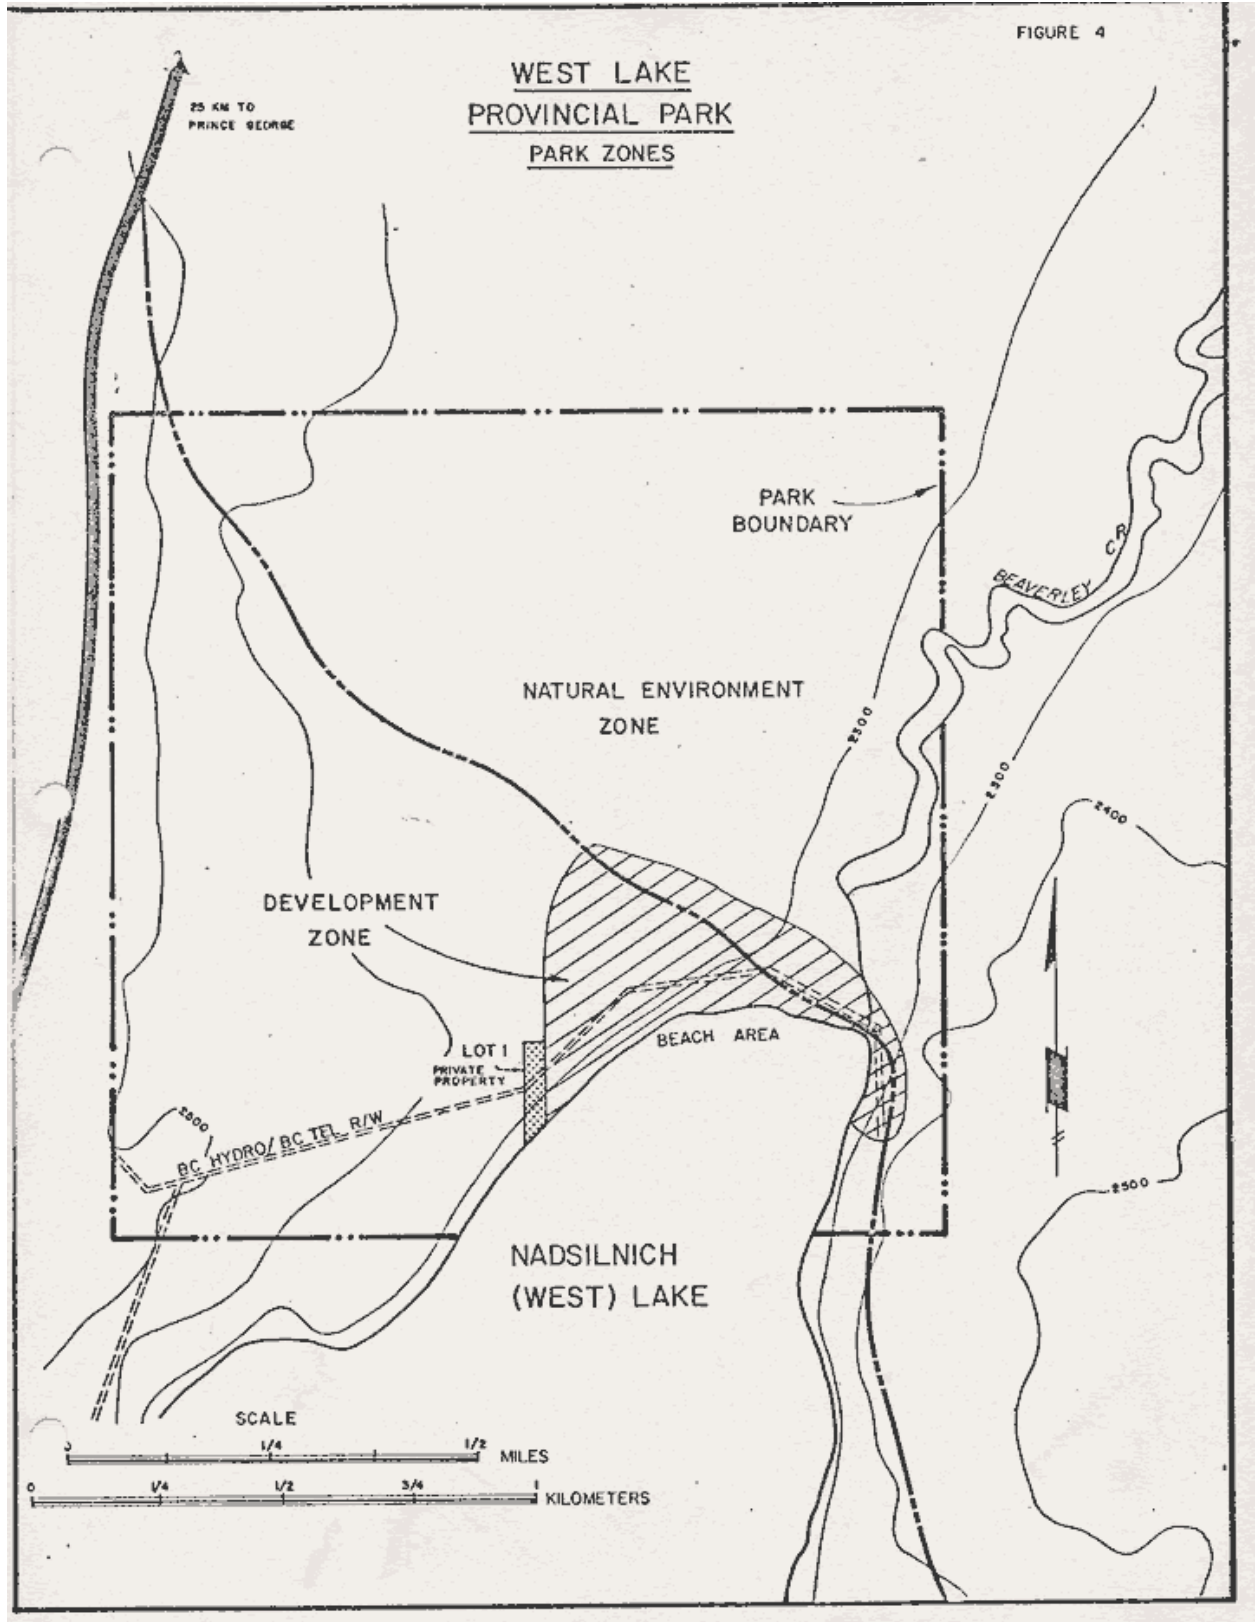 FIGURE 4
WEST LAKE
PROVINCIAL PARK
PARK ZONES
25 KM TO
PRINCE GEORGE
PARK
BOUNDARY
BEAVERLEY CR
NATURAL ENVIRONMENT
ZONE
2300
2300
2400
DEVELOPMENT
ZONE
BEACH AREA
LOT 1
PRIVATE
PROPERTY
2500
BC HYDRO/ BC TEL R/W
2500
NADSILNICH
(WEST) LAKE
SCALE
0 1/4 1/2
MILES
0 1/4 1/2 3/4 1
KILOMETERS